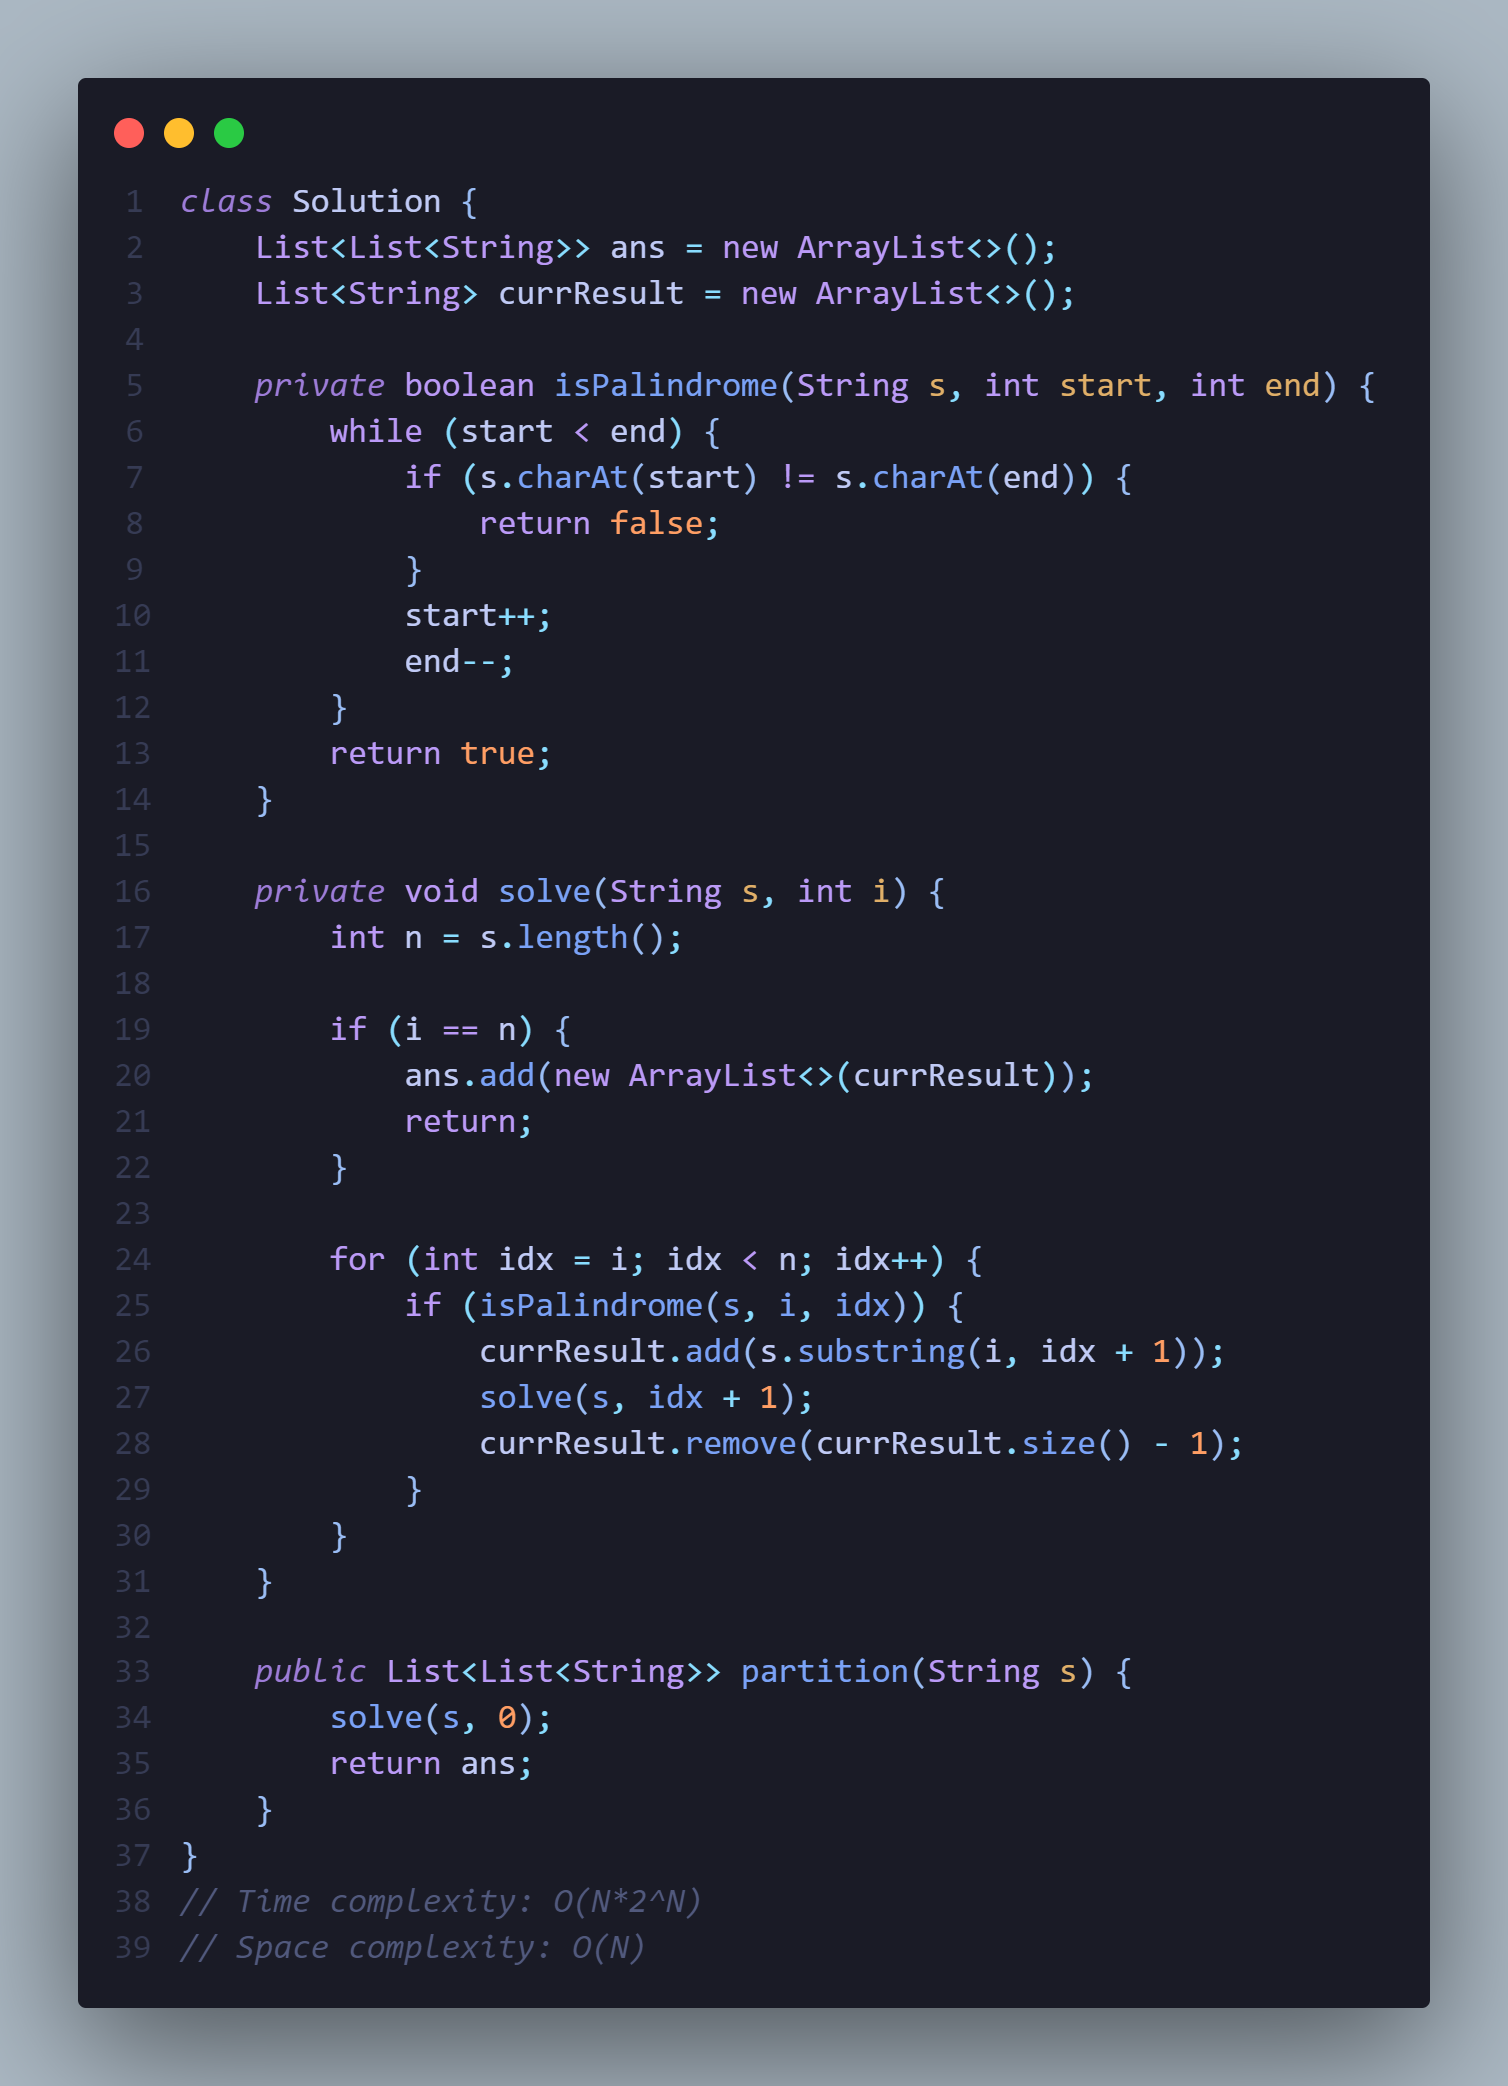 1 class Solution {
2     List<List<String>> ans = new ArrayList<>();
3     List<String> currResult = new ArrayList<>();
4
5     private boolean isPalindrome(String s, int start, int end) {
6         while (start < end) {
7             if (s.charAt(start) != s.charAt(end)) {
8                 return false;
9             }
10             start++;
11             end--;
12         }
13         return true;
14     }
15
16     private void solve(String s, int i) {
17         int n = s.length();
18
19         if (i == n) {
20             ans.add(new ArrayList<>(currResult));
21             return;
22         }
23
24         for (int idx = i; idx < n; idx++) {
25             if (isPalindrome(s, i, idx)) {
26                 currResult.add(s.substring(i, idx + 1));
27                 solve(s, idx + 1);
28                 currResult.remove(currResult.size() - 1);
29             }
30         }
31     }
32
33     public List<List<String>> partition(String s) {
34         solve(s, 0);
35         return ans;
36     }
37 }
38 // Time complexity: O(N*2^N)
39 // Space complexity: O(N)